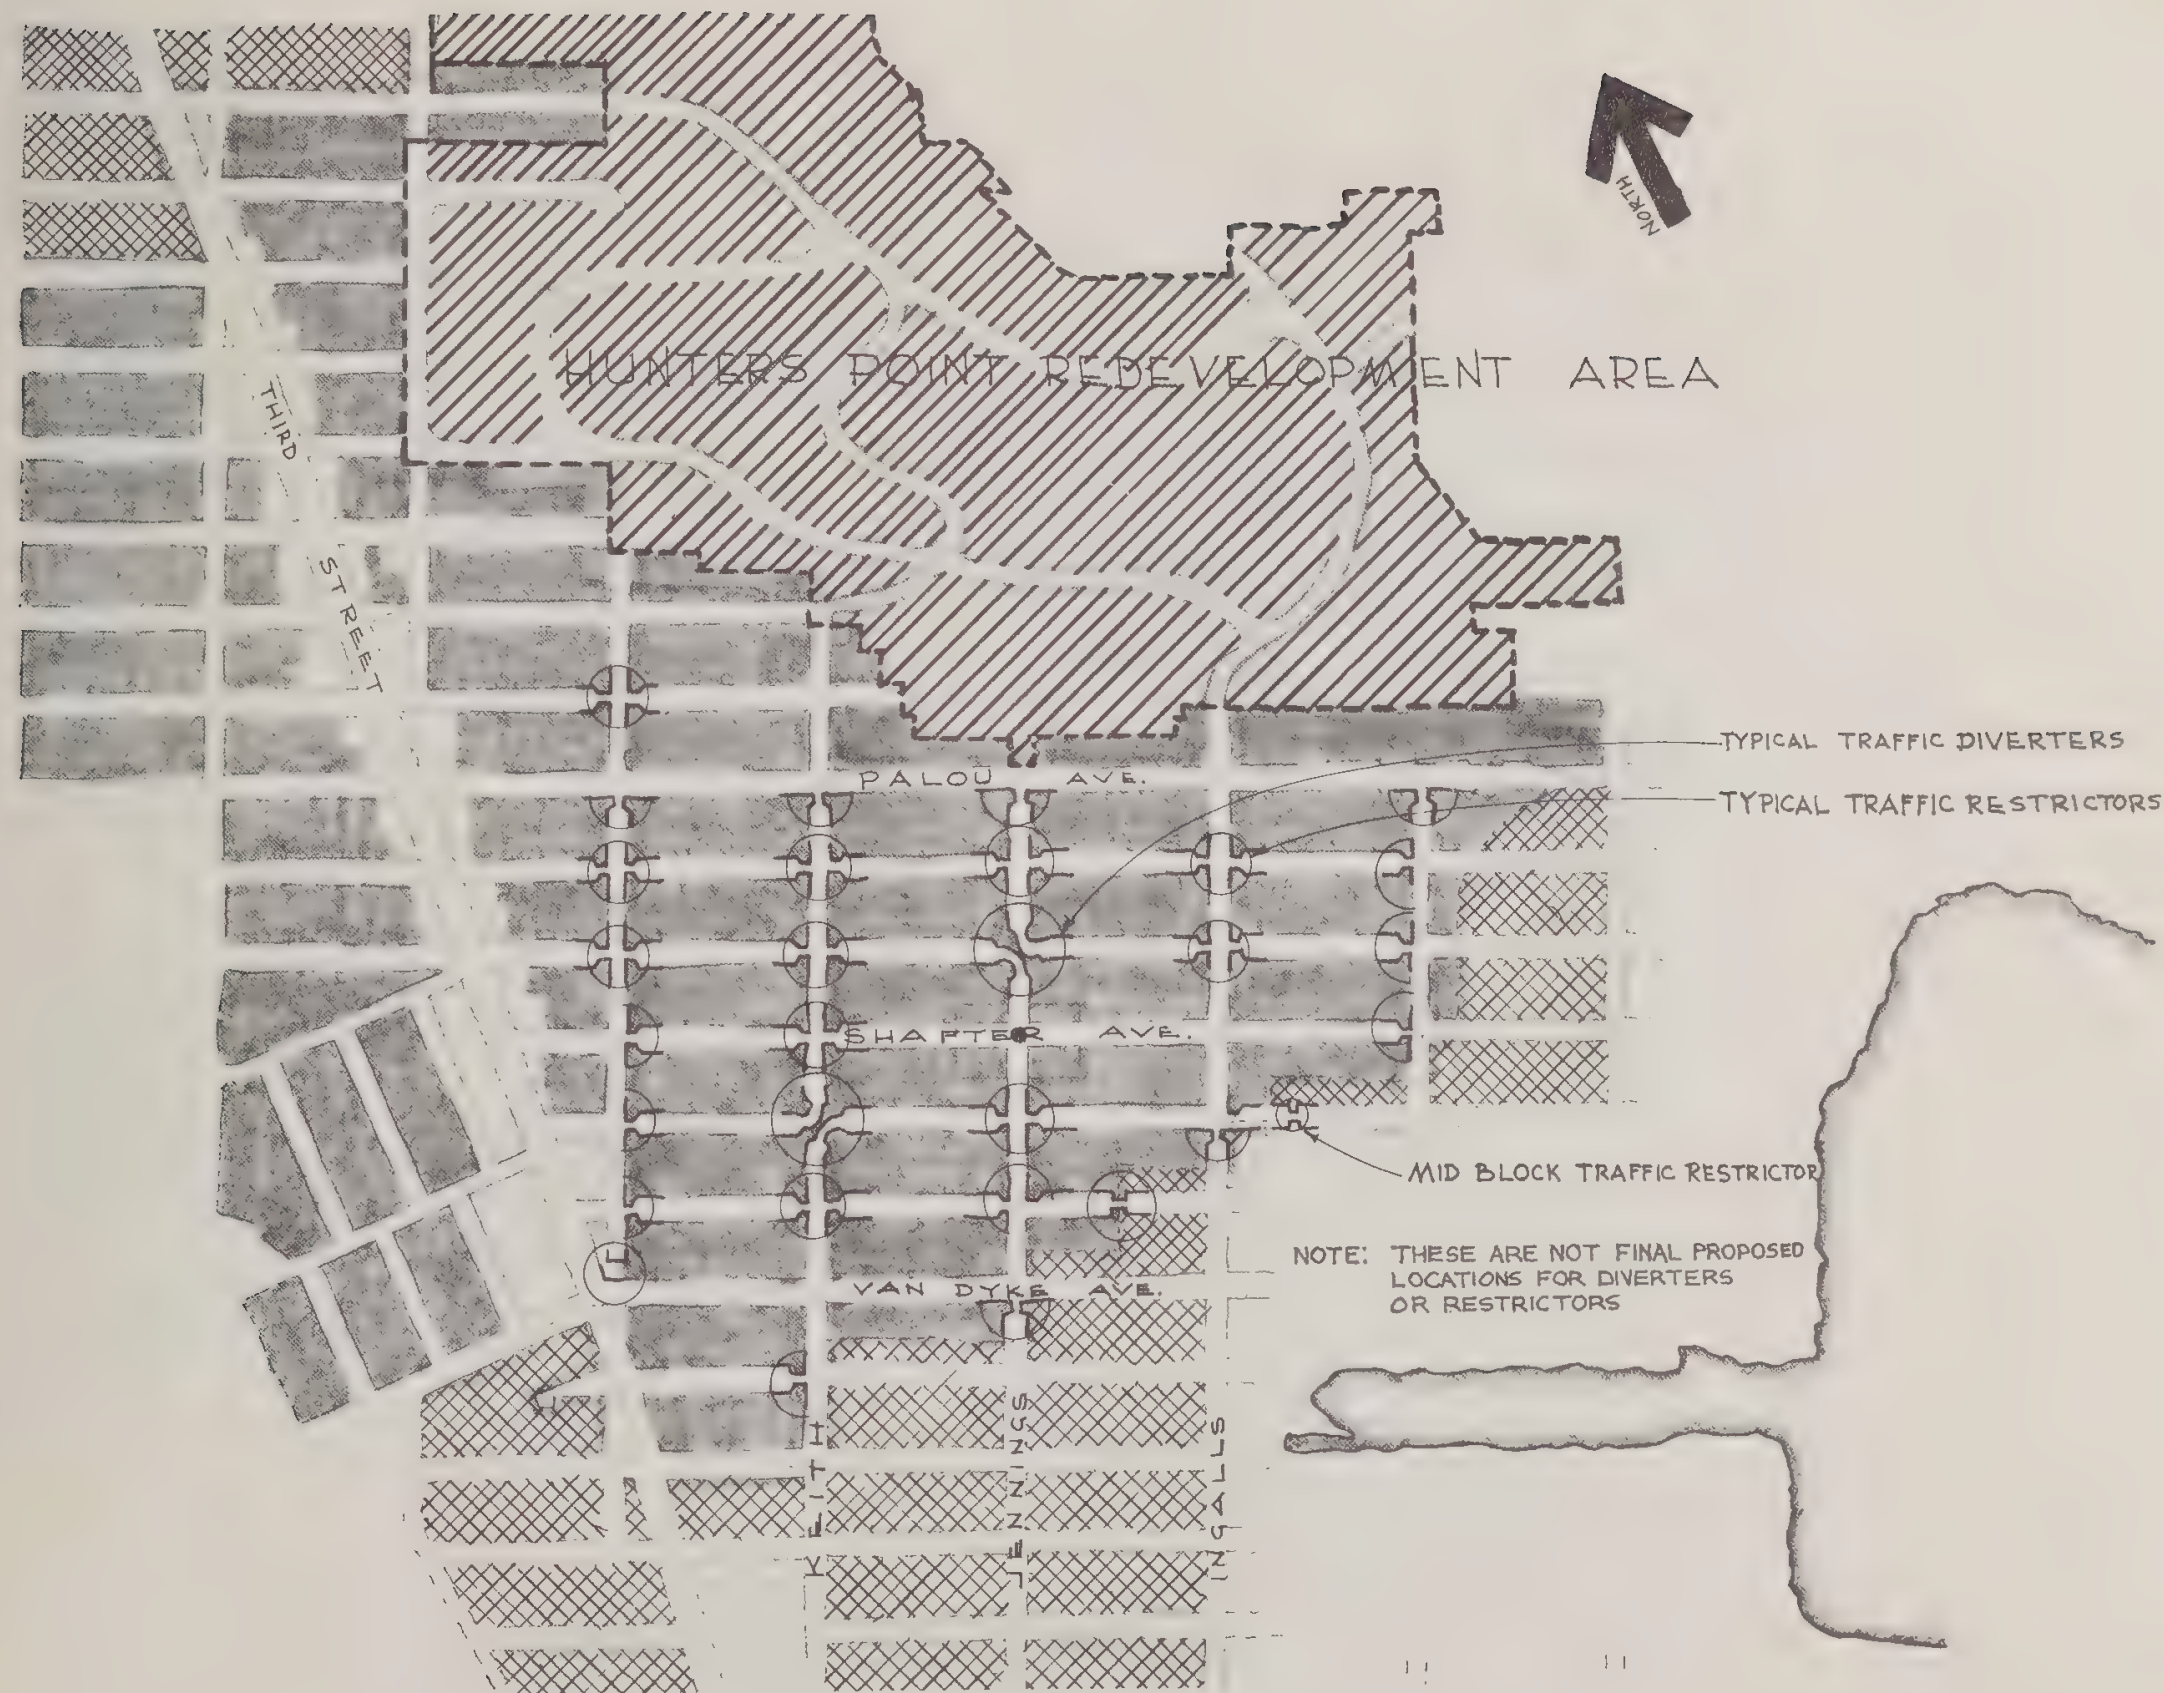 NORTH
HUNTERS POINT REDEVELOPMENT AREA
THIRD
STREET
TYPICAL TRAFFIC DIVERTERS
PALOU AVE.
TYPICAL TRAFFIC RESTRICTORS
SHAFTER AVE.
MID BLOCK TRAFFIC RESTRICTOR
NOTE: THESE ARE NOT FINAL PROPOSED
LOCATIONS FOR DIVERTERS
OR RESTRICTORS
VAN DYKE AVE.
KEITH
JENNINGS
INGALLS